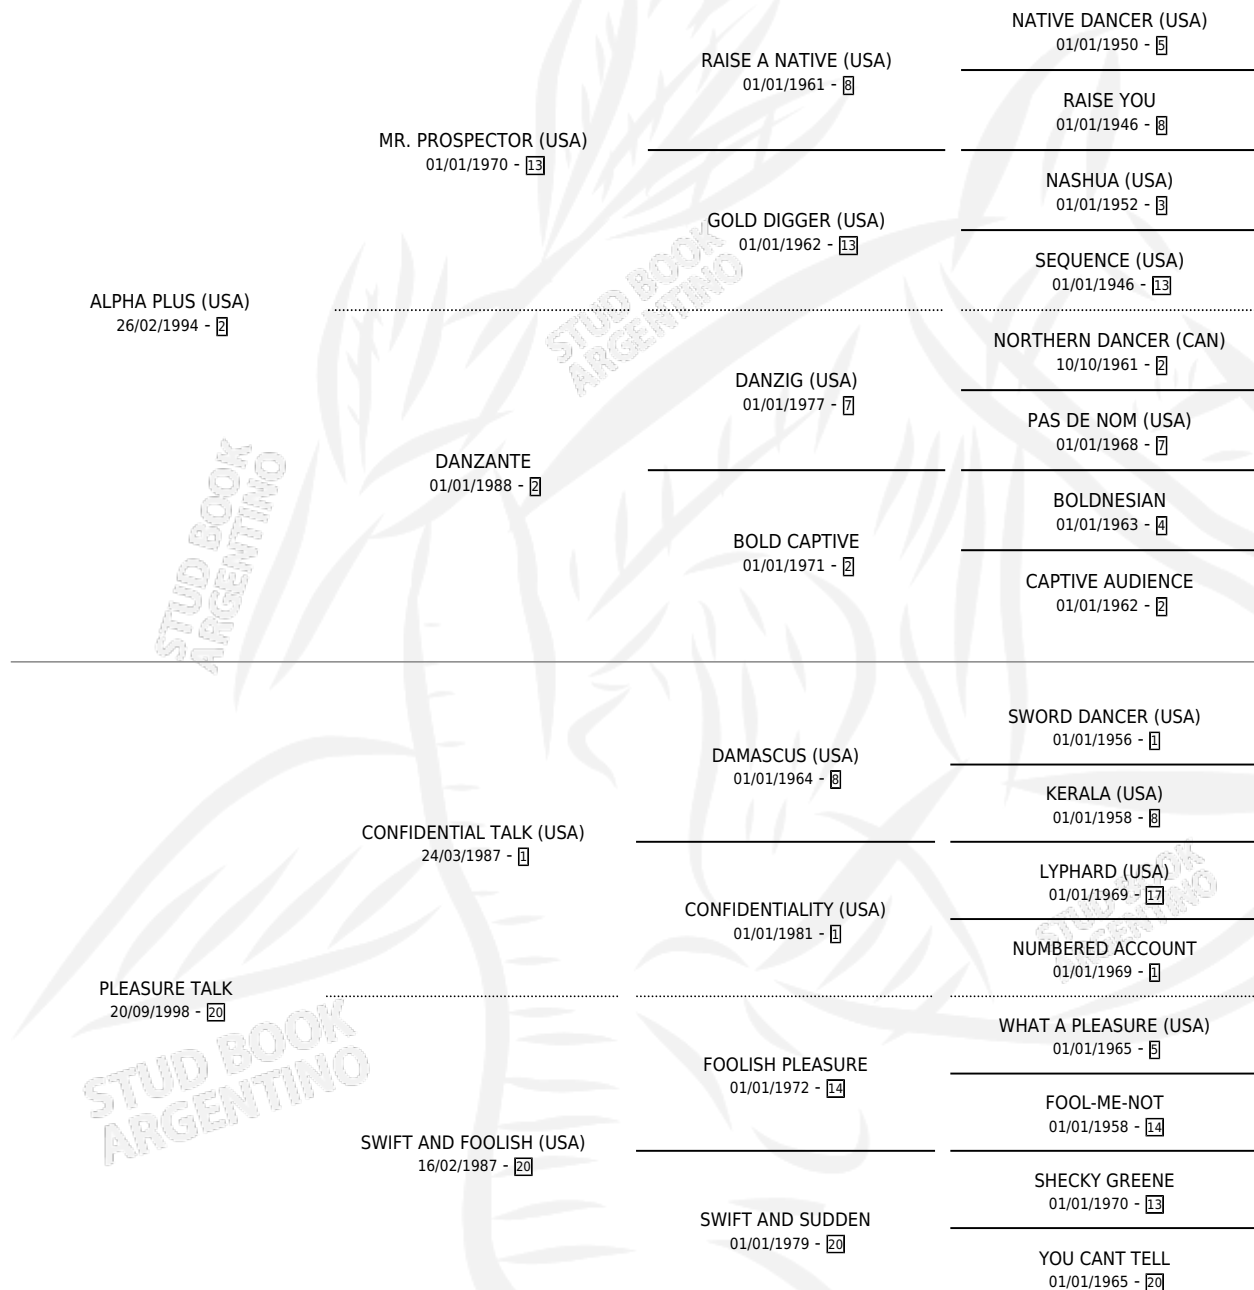 NATIVE DANCER (USA)
01/01/1950 - 5
RAISE A NATIVE (USA)
01/01/1961 - 8
RAISE YOU
01/01/1946 - 8
MR. PROSPECTOR (USA)
01/01/1970 - 13
NASHUA (USA)
01/01/1952 - 3
GOLD DIGGER (USA)
01/01/1962 - 13
SEQUENCE (USA)
01/01/1946 - 13
ALPHA PLUS (USA)
26/02/1994 - 2
STUD BOOK
ARGENTINO
NORTHERN DANCER (CAN)
10/10/1961 - 2
DANZIG (USA)
01/01/1977 - 7
PAS DE NOM (USA)
01/01/1968 - 7
DANZANTE
01/01/1988 - 2
BOLDNESIAN
01/01/1963 - 4
BOLD CAPTIVE
01/01/1971 - 2
CAPTIVE AUDIENCE
01/01/1962 - 2
STUD BOOK
ARGENTINO
SWORD DANCER (USA)
01/01/1956 - 1
DAMASCUS (USA)
01/01/1964 - 8
KERALA (USA)
01/01/1958 - 8
CONFIDENTIAL TALK (USA)
24/03/1987 - 1
LYPHARD (USA)
01/01/1969 - 17
CONFIDENTIALITY (USA)
01/01/1981 - 1
STUD BOOK
ARGENTINO
NUMBERED ACCOUNT
01/01/1969 - 1
PLEASURE TALK
20/09/1998 - 20
WHAT A PLEASURE (USA)
01/01/1965 - 5
STUD BOOK
ARGENTINO
FOOLISH PLEASURE
01/01/1972 - 14
FOOL-ME-NOT
01/01/1958 - 14
SWIFT AND FOOLISH (USA)
16/02/1987 - 20
SHECKY GREENE
01/01/1970 - 13
SWIFT AND SUDDEN
01/01/1979 - 20
YOU CANT TELL
01/01/1965 - 20